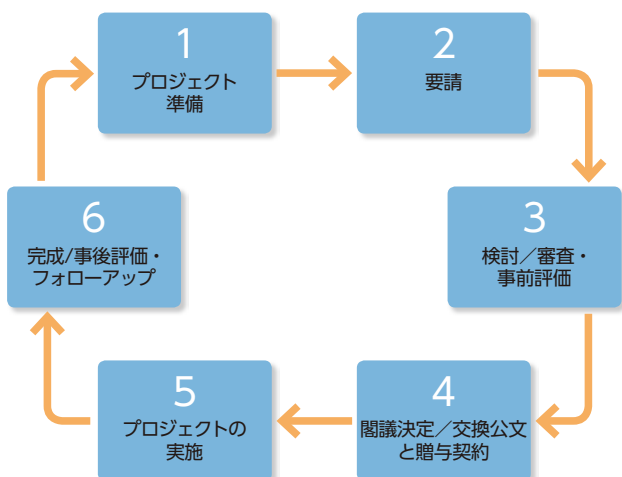 1
プロジェクト
準備
2
要請
3
検討／審査・
事前評価
4
閣議決定／交換公文
と贈与契約
5
プロジェクトの
実施
6
完成/事後評価・
フォローアップ